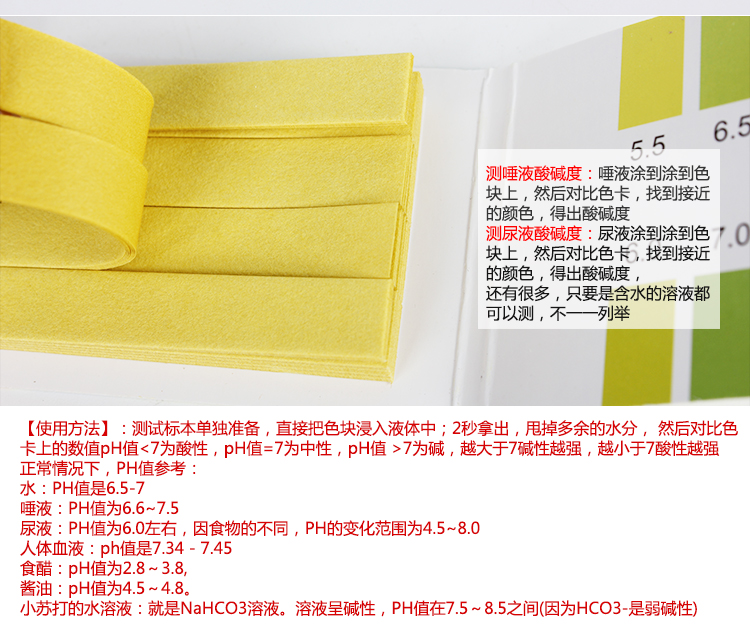 5.5
6.5
测唾液酸碱度：唾液涂到涂到色
块上，然后对比色卡，找到接近
的颜色，得出酸碱度
测尿液酸碱度：尿液涂到涂到色
块上，然后对比色卡，找到接近
的颜色，得出酸碱度，
还有很多，只要是含水的溶液都
可以测，不一一列举
7.0
【使用方法】：测试标本单独准备，直接把色块浸入液体中；2秒拿出，甩掉多余的水分， 然后对比色
卡上的数值pH值<7为酸性，pH值=7为中性，pH值 >7为碱，越大于7碱性越强，越小于7酸性越强
正常情况下，PH值参考：
水：PH值是6.5-7
唾液：PH值为6.6~7.5
尿液：PH值为6.0左右，因食物的不同，PH的变化范围为4.5~8.0
人体血液：ph值是7.34 - 7.45
食醋：pH值为2.8～3.8,
酱油：pH值为4.5～4.8。
小苏打的水溶液：就是NaHCO3溶液。溶液呈碱性，PH值在7.5～8.5之间(因为HCO3-是弱碱性)